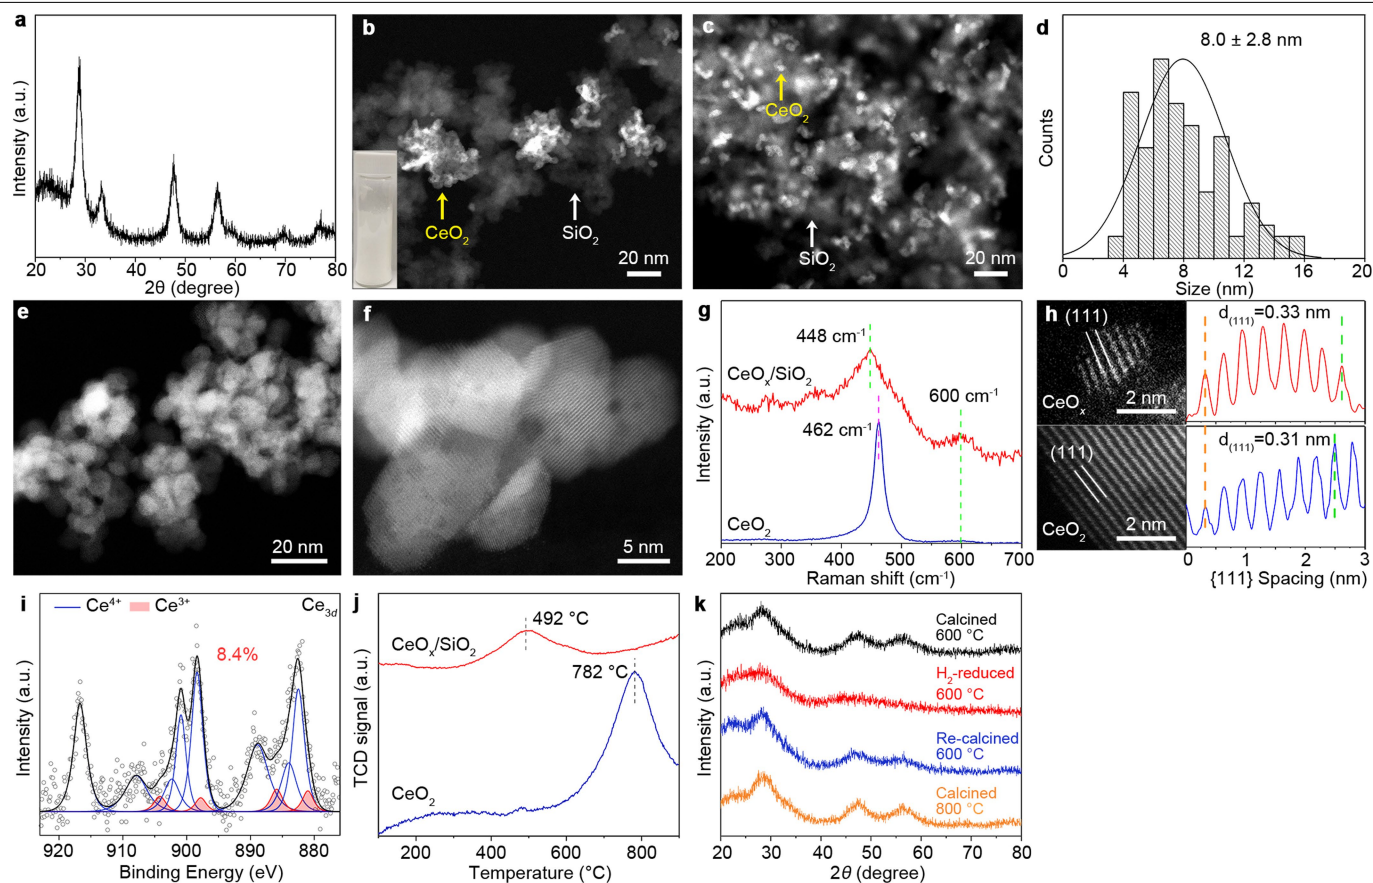 a
Intensity (a.u.)
20 30 40 50 60 70 80
2θ (degree)
b
CeO₂
SiO₂
20 nm
c
CeO₂
SiO₂
20 nm
d
8.0 ± 2.8 nm
Counts
0 4 8 12 16 20
Size (nm)
e
20 nm
f
5 nm
g
448 cm⁻¹
CeOₓ/SiO₂
600 cm⁻¹
462 cm⁻¹
CeO₂
Intensity (a.u.)
200 300 400 500 600 700
Raman shift (cm⁻¹)
h
(111)
CeOₓ
2 nm
d₍₁₁₁₎=0.33 nm
(111)
CeO₂
2 nm
d₍₁₁₁₎=0.31 nm
0 1 2 3
{111} Spacing (nm)
i
Ce⁴⁺ Ce³⁺ Ce₃d
8.4%
Intensity (a.u.)
920 910 900 890 880
Binding Energy (eV)
j
492 °C
CeOₓ/SiO₂
782 °C
CeO₂
TCD signal (a.u.)
200 400 600 800
Temperature (°C)
k
Calcined
600 °C
H₂-reduced
600 °C
Re-calcined
600 °C
Calcined
800 °C
Intensity (a.u.)
20 30 40 50 60 70 80
2θ (degree)